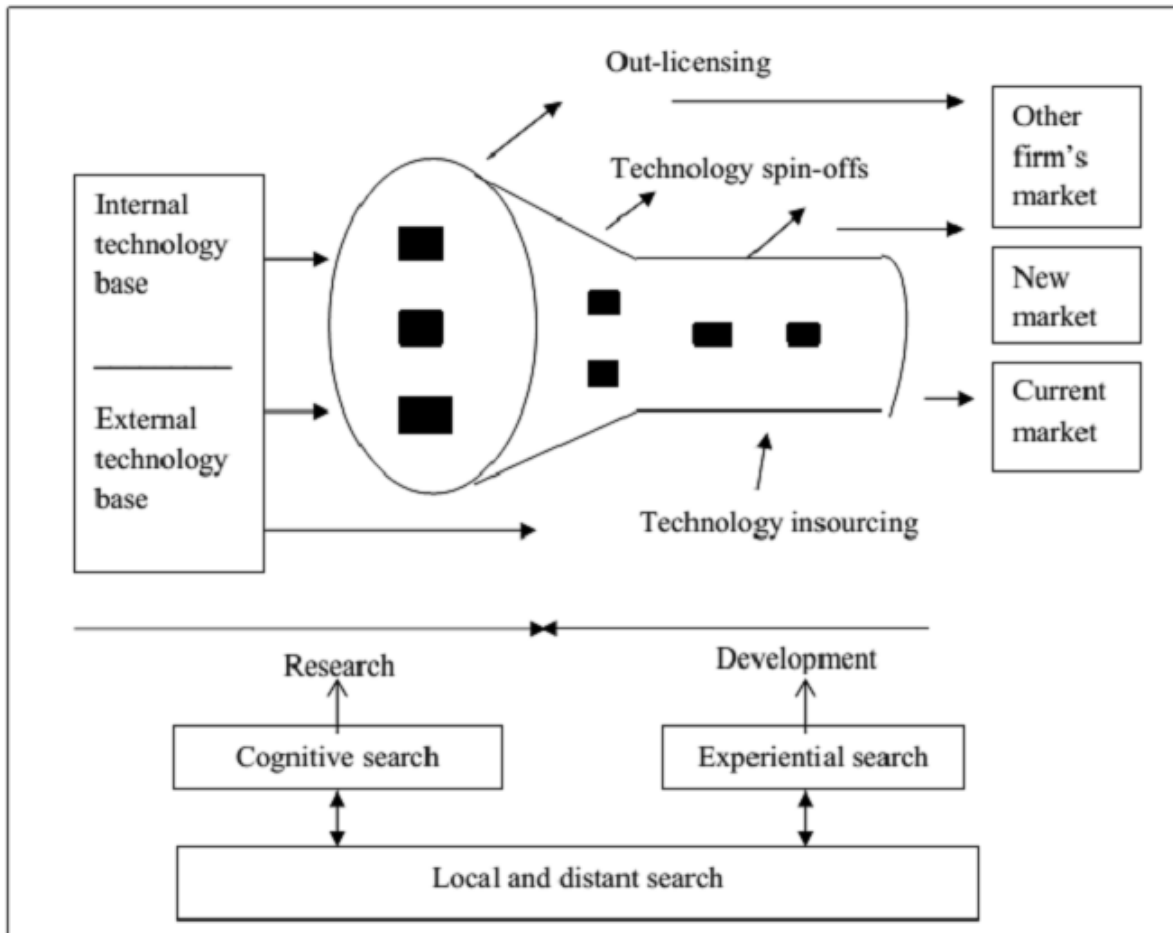 Out-licensing
Other
firm's
market
Technology spin-offs
Internal
technology
base
New
market
External
technology
base
Current
market
Technology insourcing
Research
Development
Cognitive search
Experiential search
Local and distant search